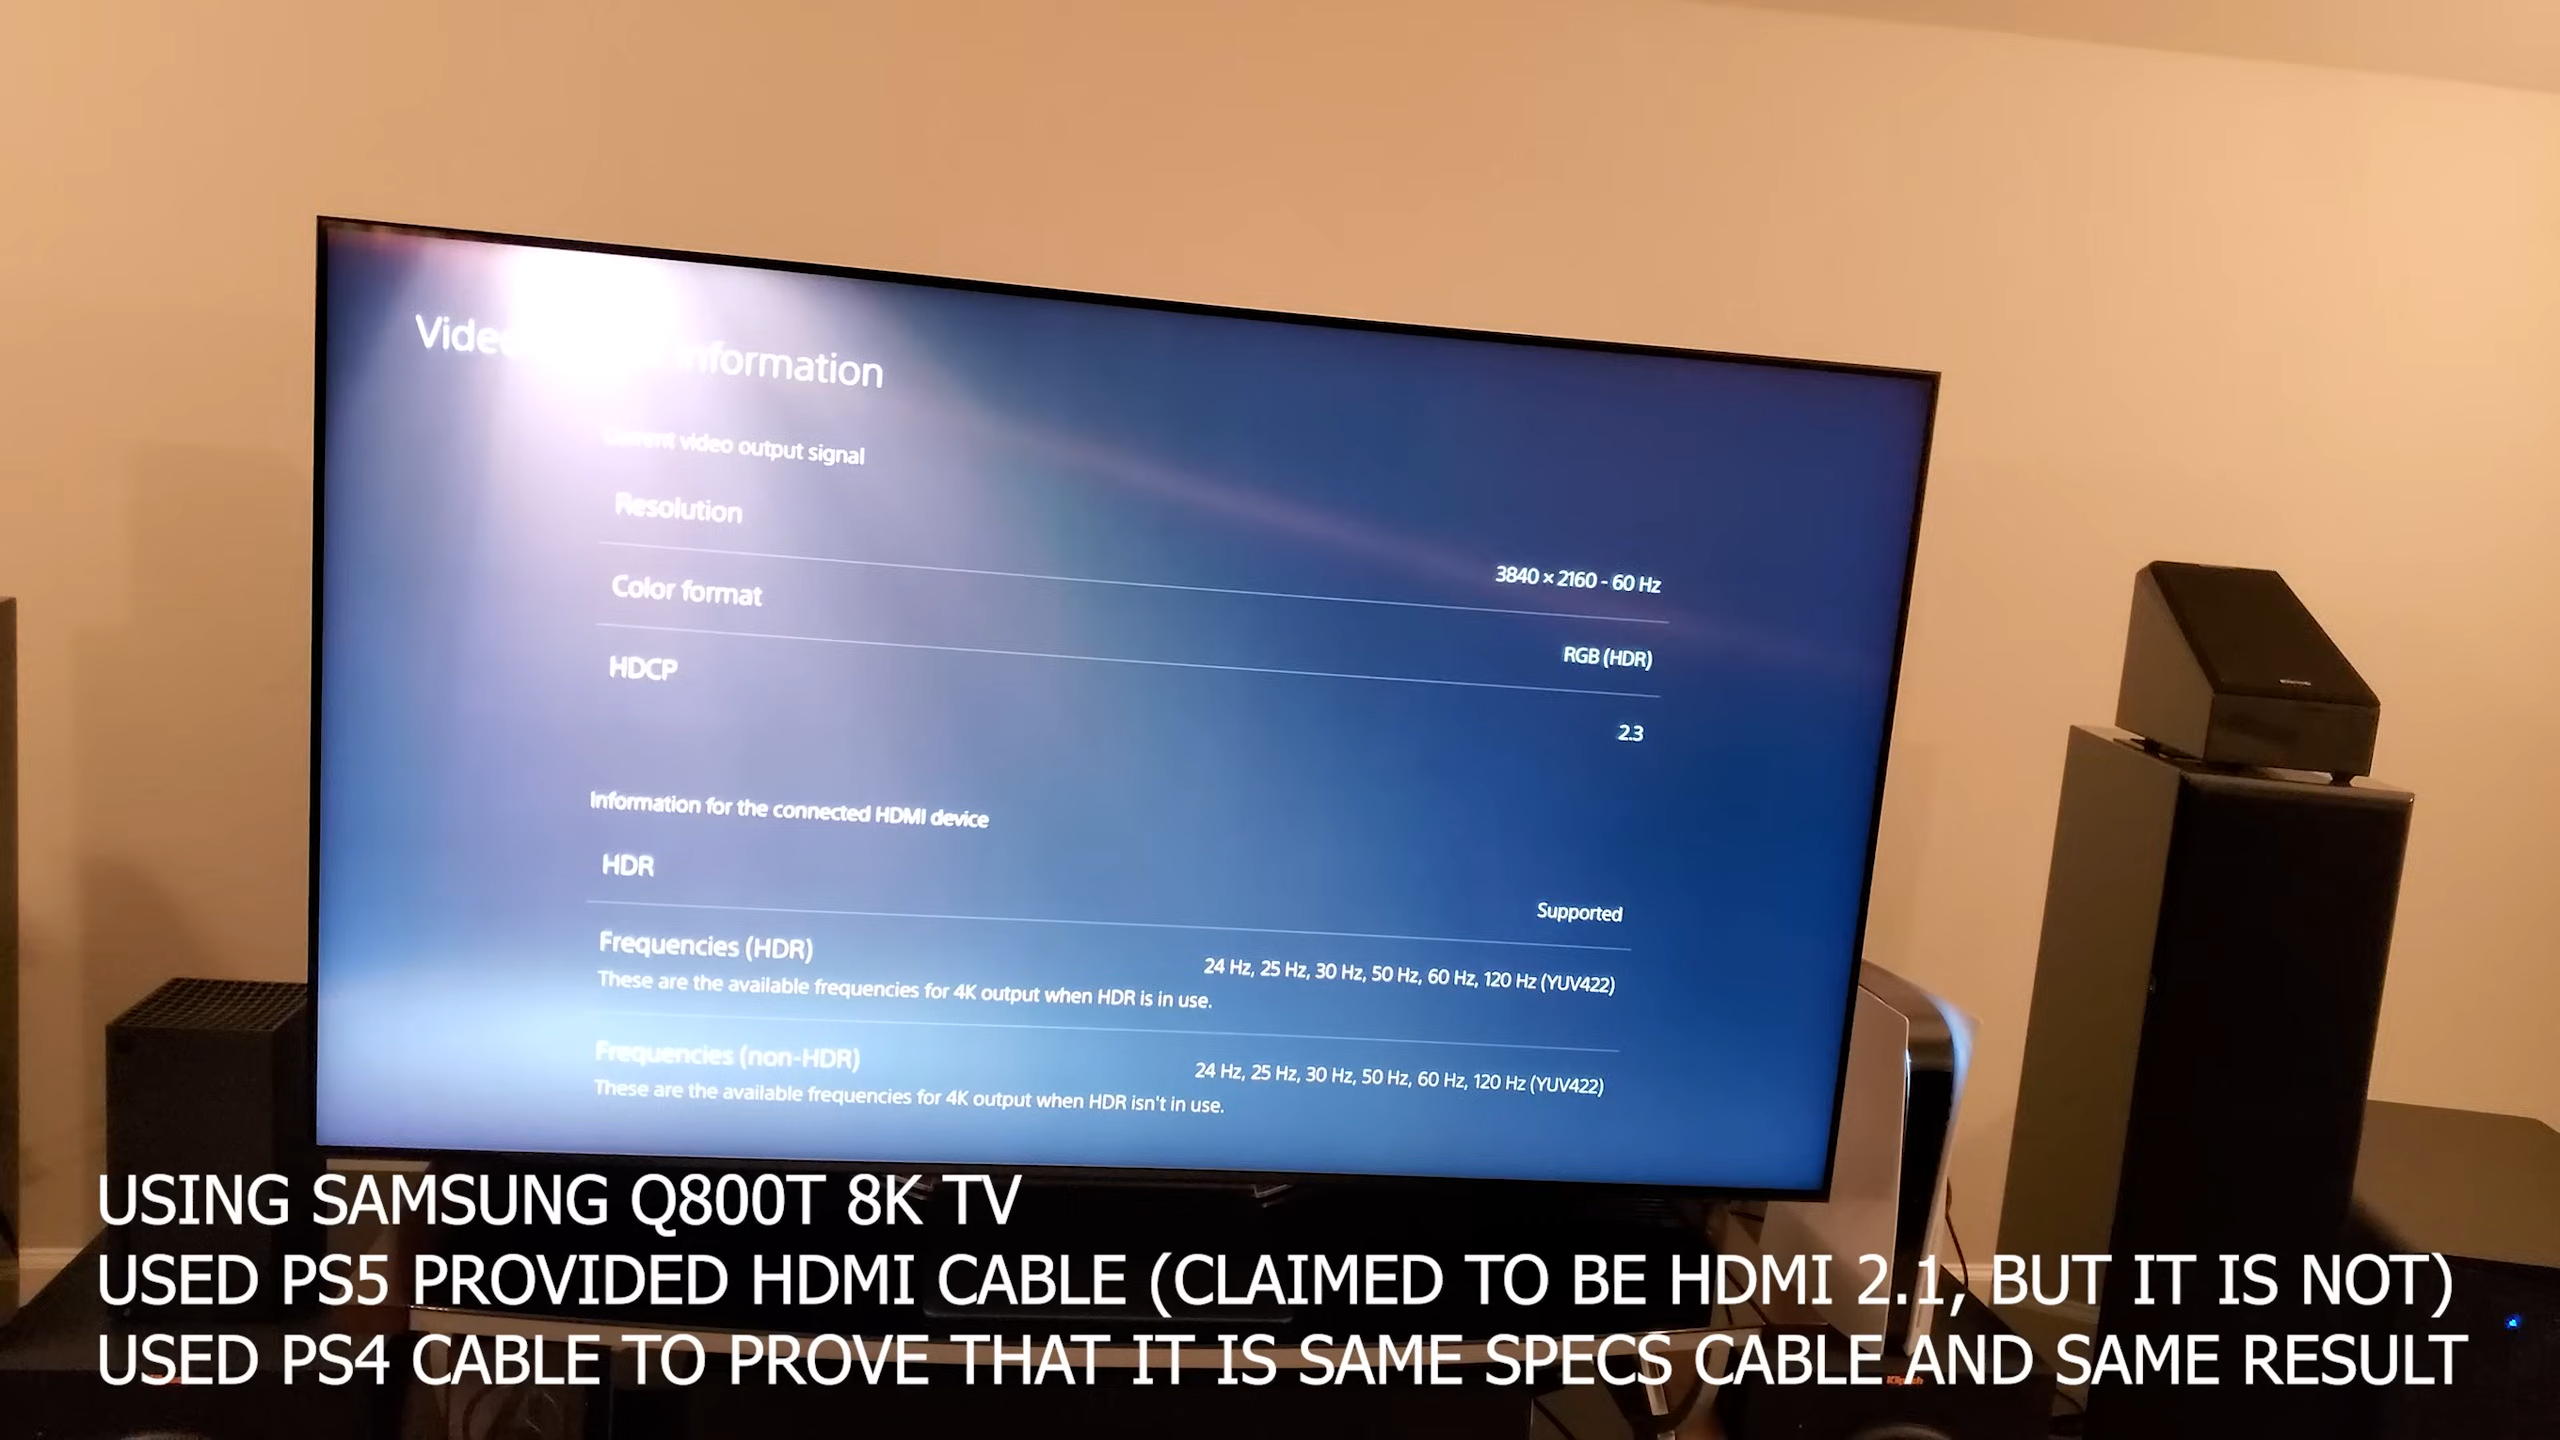 Video Information
Current video output signal
Resolution
3840 × 2160 - 60 Hz
Color format
RGB (HDR)
HDCP
2.3
Information for the connected HDMI device
HDR
Supported
Frequencies (HDR)
24 Hz, 25 Hz, 30 Hz, 50 Hz, 60 Hz, 120 Hz (YUV422)
These are the available frequencies for 4K output when HDR is in use.
Frequencies (non-HDR)
24 Hz, 25 Hz, 30 Hz, 50 Hz, 60 Hz, 120 Hz (YUV422)
These are the available frequencies for 4K output when HDR isn't in use.
USING SAMSUNG Q800T 8K TV
USED PS5 PROVIDED HDMI CABLE (CLAIMED TO BE HDMI 2.1, BUT IT IS NOT)
USED PS4 CABLE TO PROVE THAT IT IS SAME SPECS CABLE AND SAME RESULT
Klipsch